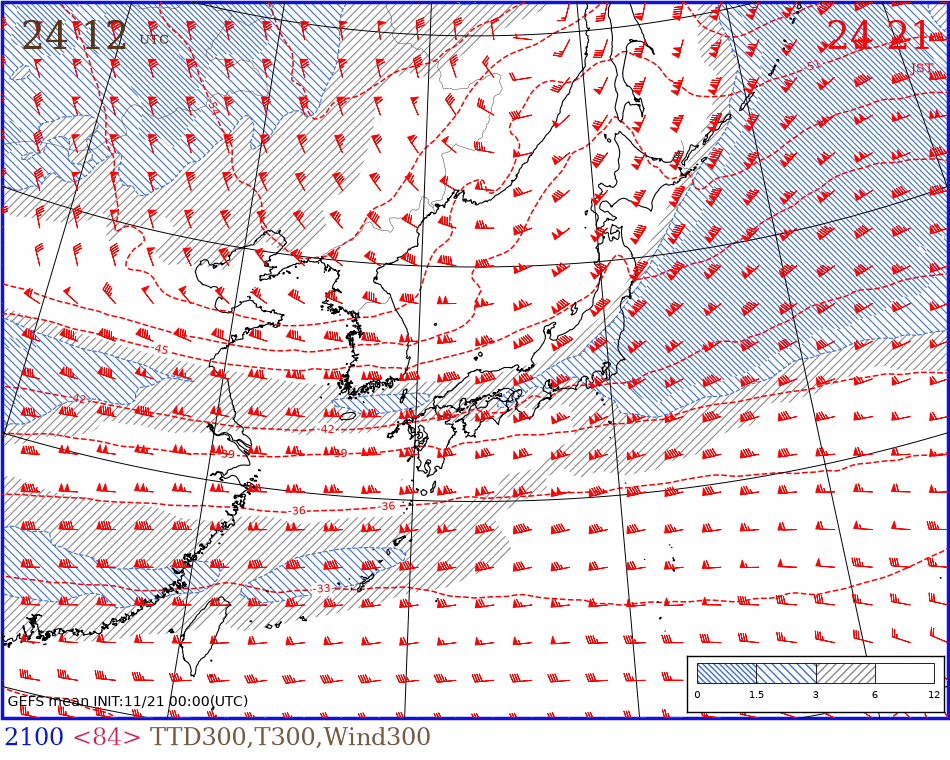 24 12 UTC
24 21
JST
-51
-54
-45
-42
-42
-39
-39
-36
-36
-33
0 1.5 3 6 12
GEFS mean INIT:11/21 00:00(UTC)
2100 <84> TTD300,T300,Wind300